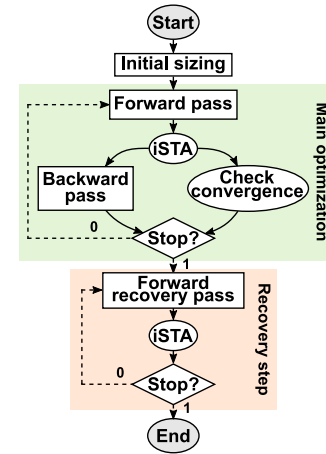 Start
Initial sizing
Main optimization
Forward pass
iSTA
Backward
pass
Check
convergence
0
Stop?
1
Recovery step
Forward
recovery pass
iSTA
0
Stop?
1
End